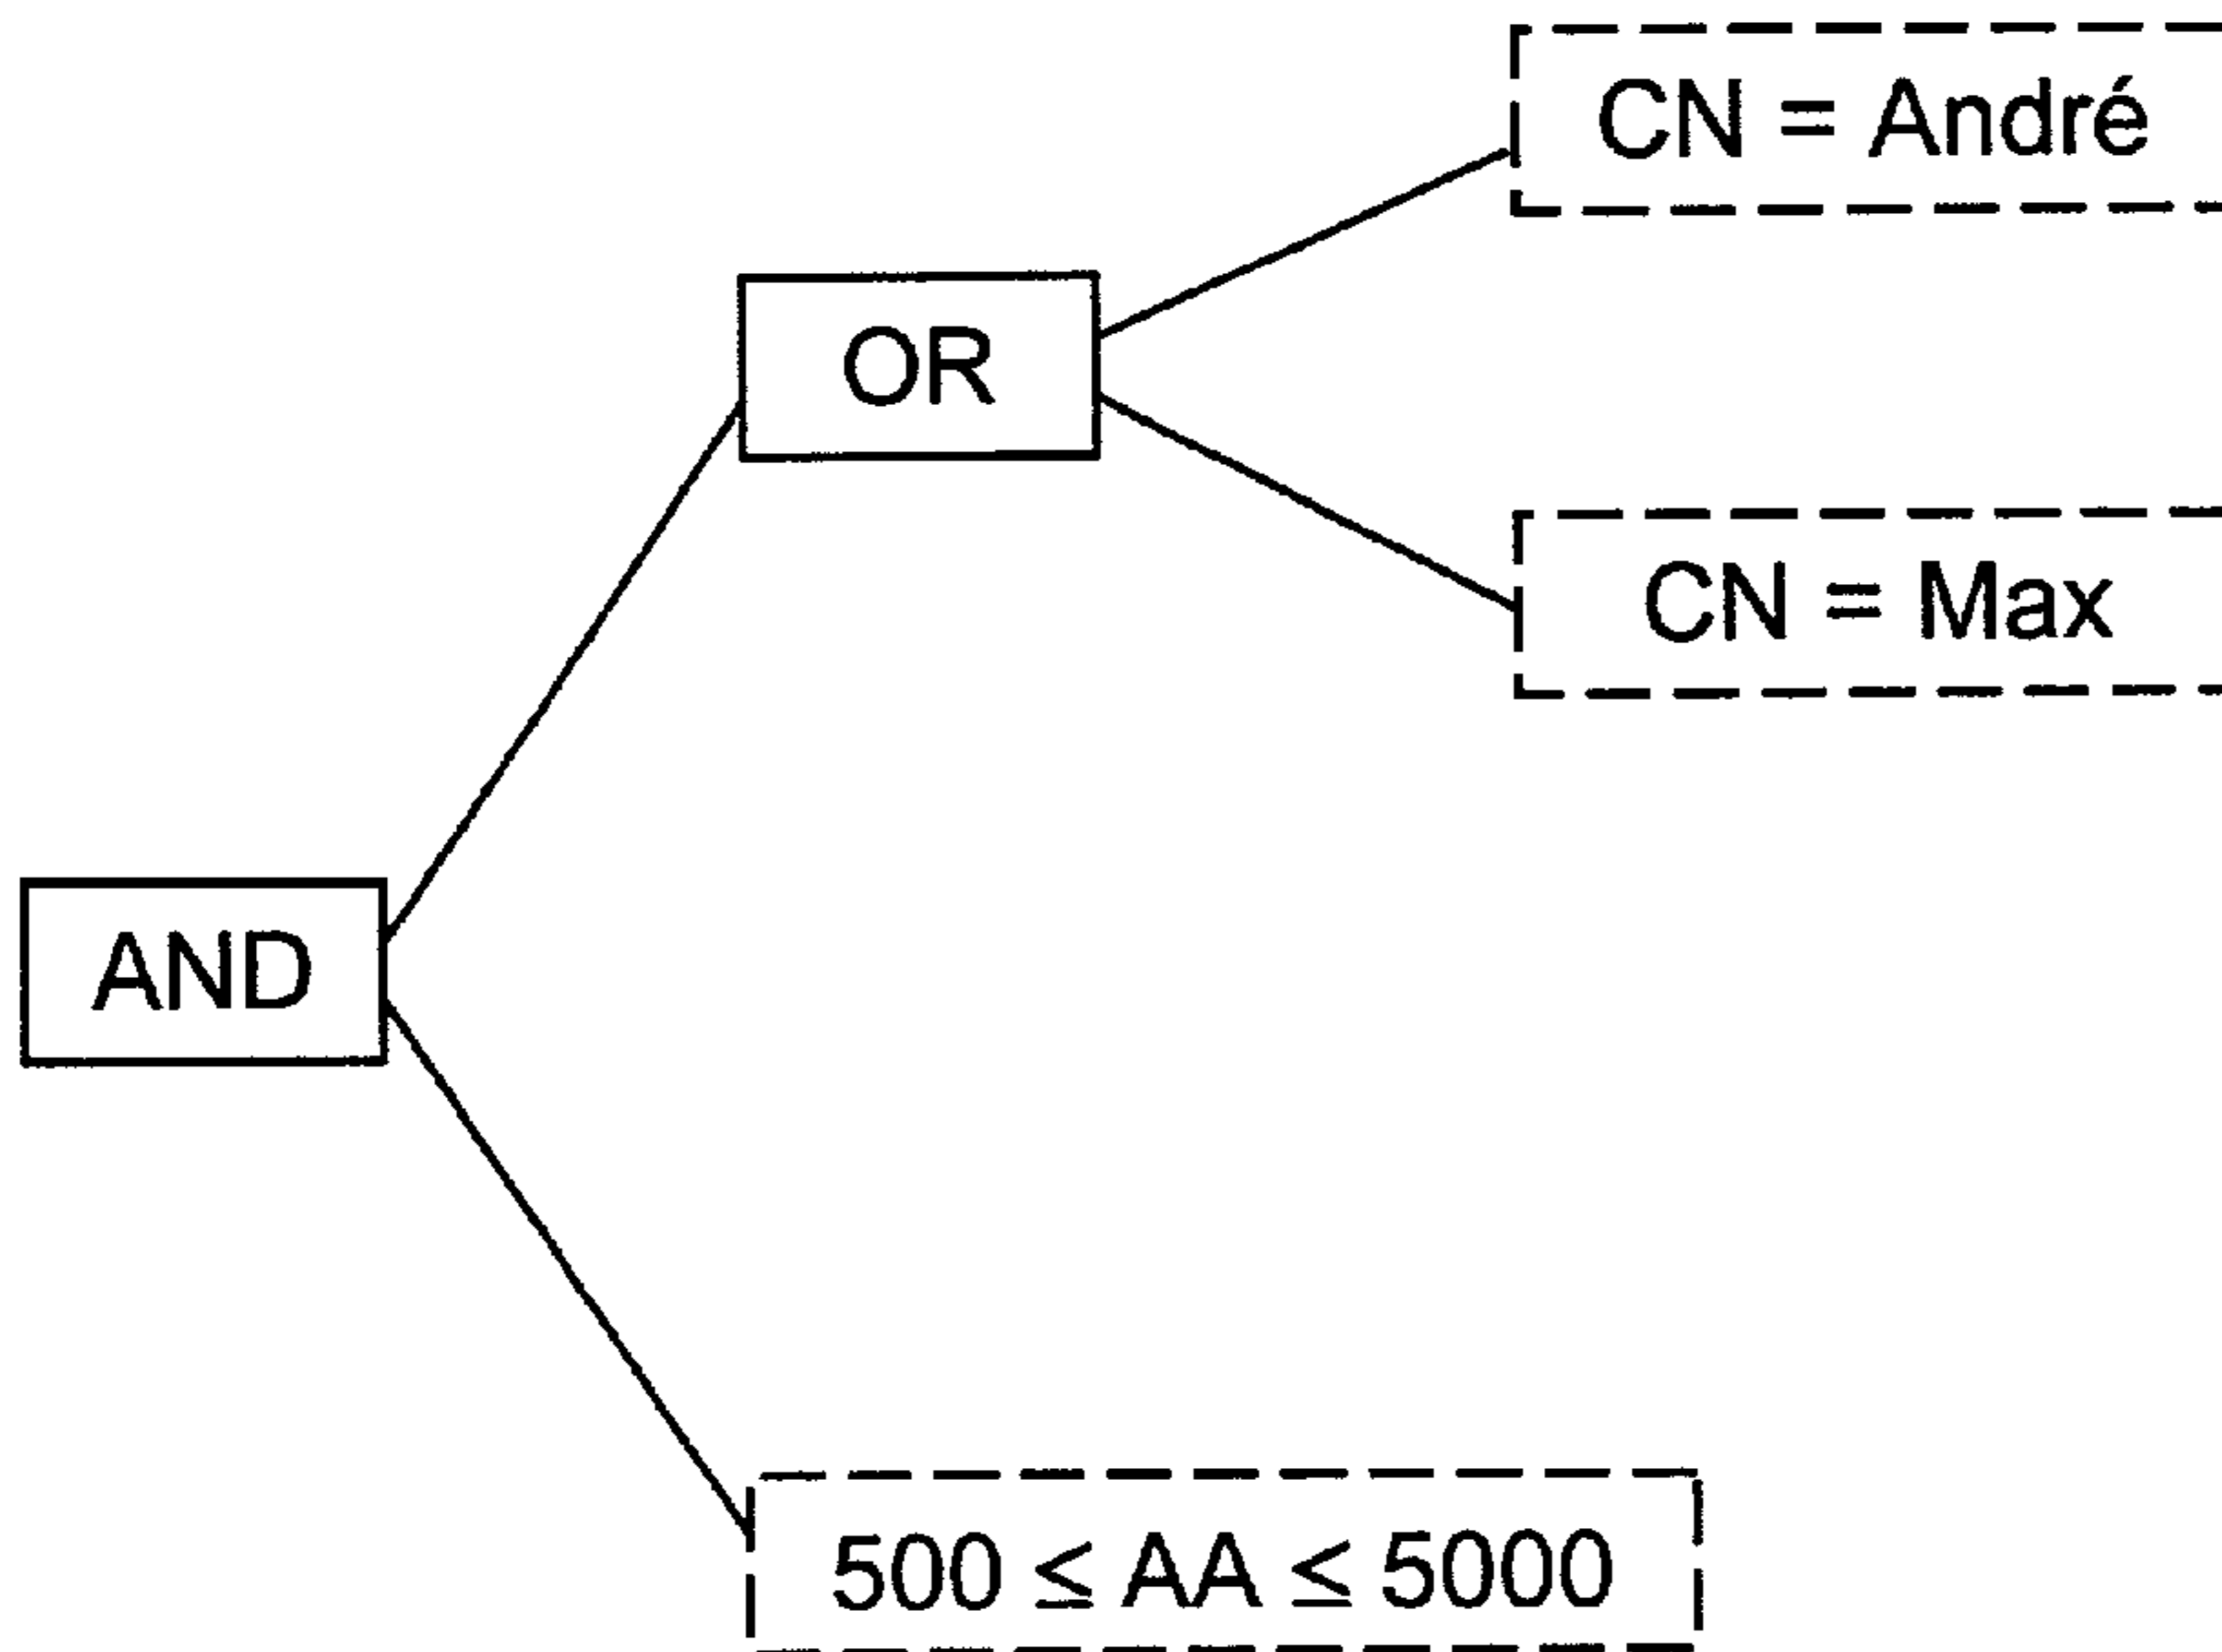 CN = André
OR
CN = Max
AND
500 ≤ AA ≤ 5000